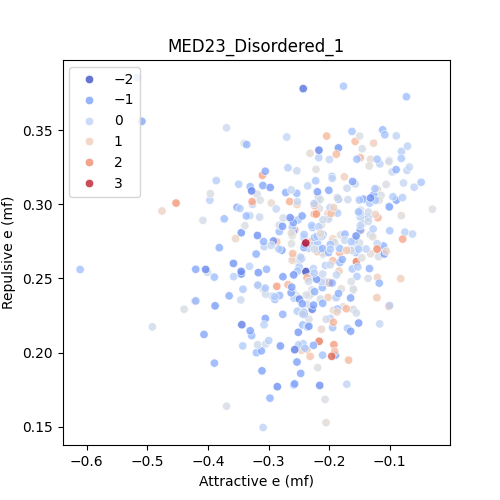 MED23_Disordered_1
−2
−1
0
1
2
3
0.35
0.30
0.25
0.20
0.15
Repulsive e (mf)
−0.6 −0.5 −0.4 −0.3 −0.2 −0.1
Attractive e (mf)